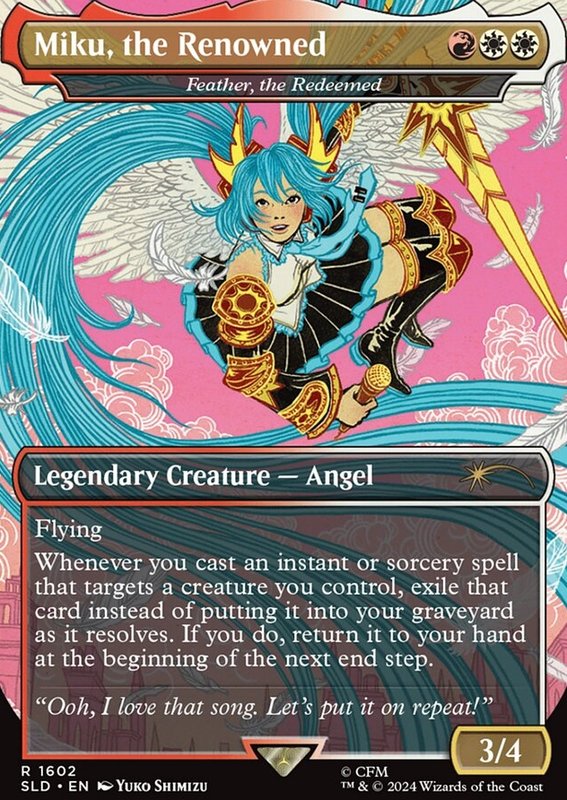 Miku, the Renowned
Feather, the Redeemed
Legendary Creature — Angel
Flying
Whenever you cast an instant or sorcery spell
that targets a creature you control, exile that
card instead of putting it into your graveyard
as it resolves. If you do, return it to your hand
at the beginning of the next end step.
“Ooh, I love that song. Let’s put it on repeat!”
3/4
R 1602
SLD • EN Yuko Shimizu
© CFM
™ & © 2024 Wizards of the Coast